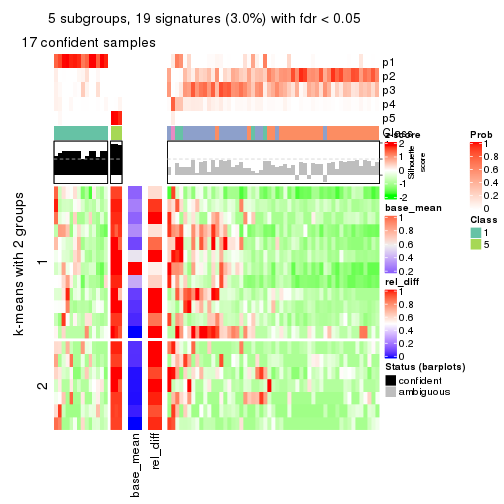 5 subgroups, 19 signatures (3.0%) with fdr < 0.05
17 confident samples
p1
p2
p3
p4
p5
Class
z-score
2
1
0
-1
-2
Silhouette
score
Prob
1
0.8
0.6
0.4
0.2
0
Class
1
5
base_mean
1
0.8
0.6
0.4
0.2
rel_diff
1
0.8
0.6
0.4
0.2
0
Status (barplots)
confident
ambiguous
k-means with 2 groups
1
2
base_mean
rel_diff